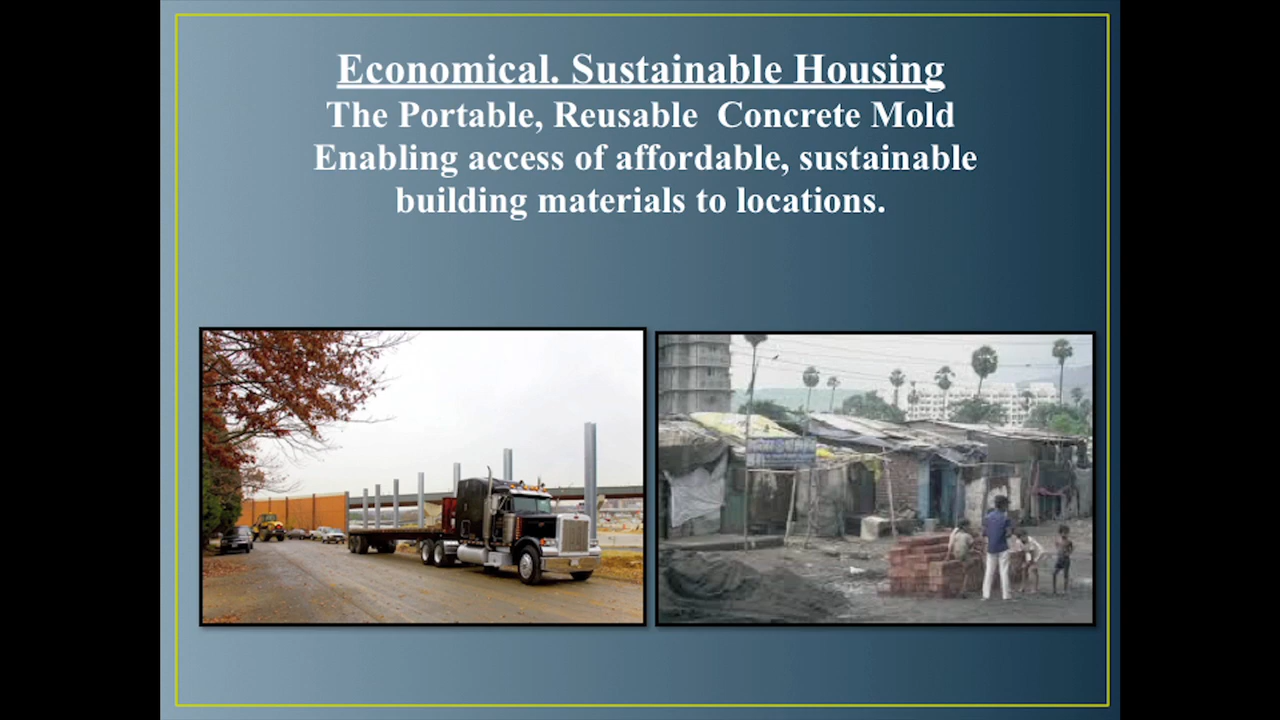 Economical. Sustainable Housing
The Portable, Reusable  Concrete Mold
Enabling access of affordable, sustainable
building materials to locations.